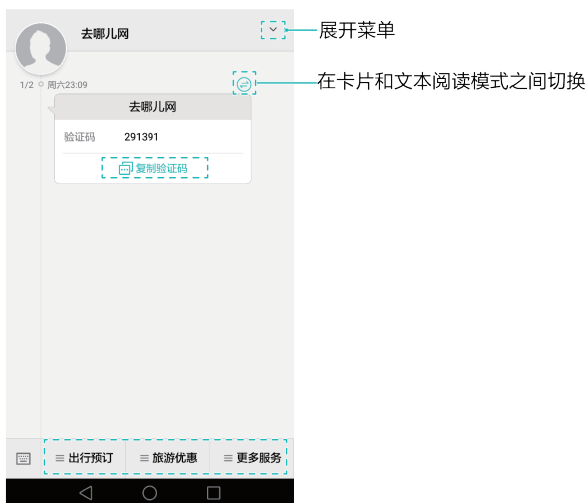 去哪儿网
展开菜单
1/2 周六23:09
在卡片和文本阅读模式之间切换
去哪儿网
验证码 291391
复制验证码
出行预订 旅游优惠 更多服务